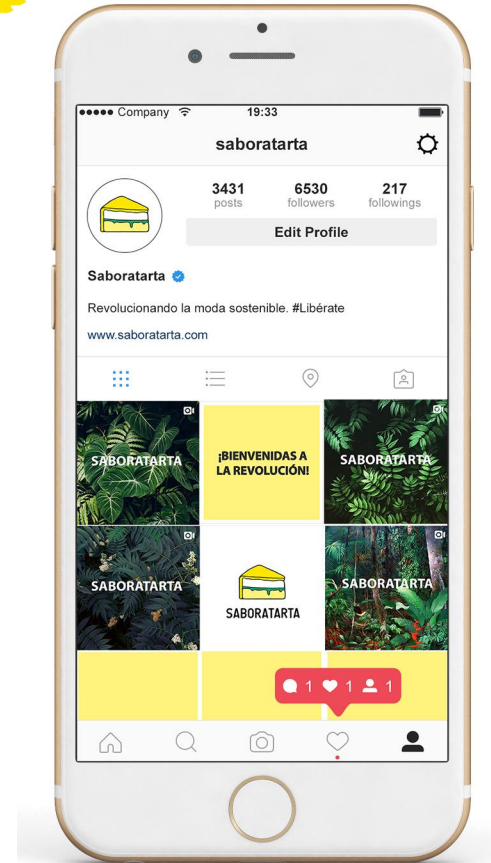 Company 19:33
saboratarta
3431 6530 217
posts followers followings
Edit Profile
Saboratarta
Revolucionando la moda sostenible. #Libérate
www.saboratarta.com
SABORATARTA
¡BIENVENIDAS A
LA REVOLUCIÓN!
SABORATARTA
SABORATARTA
SABORATARTA
SABORATARTA
1 1 1